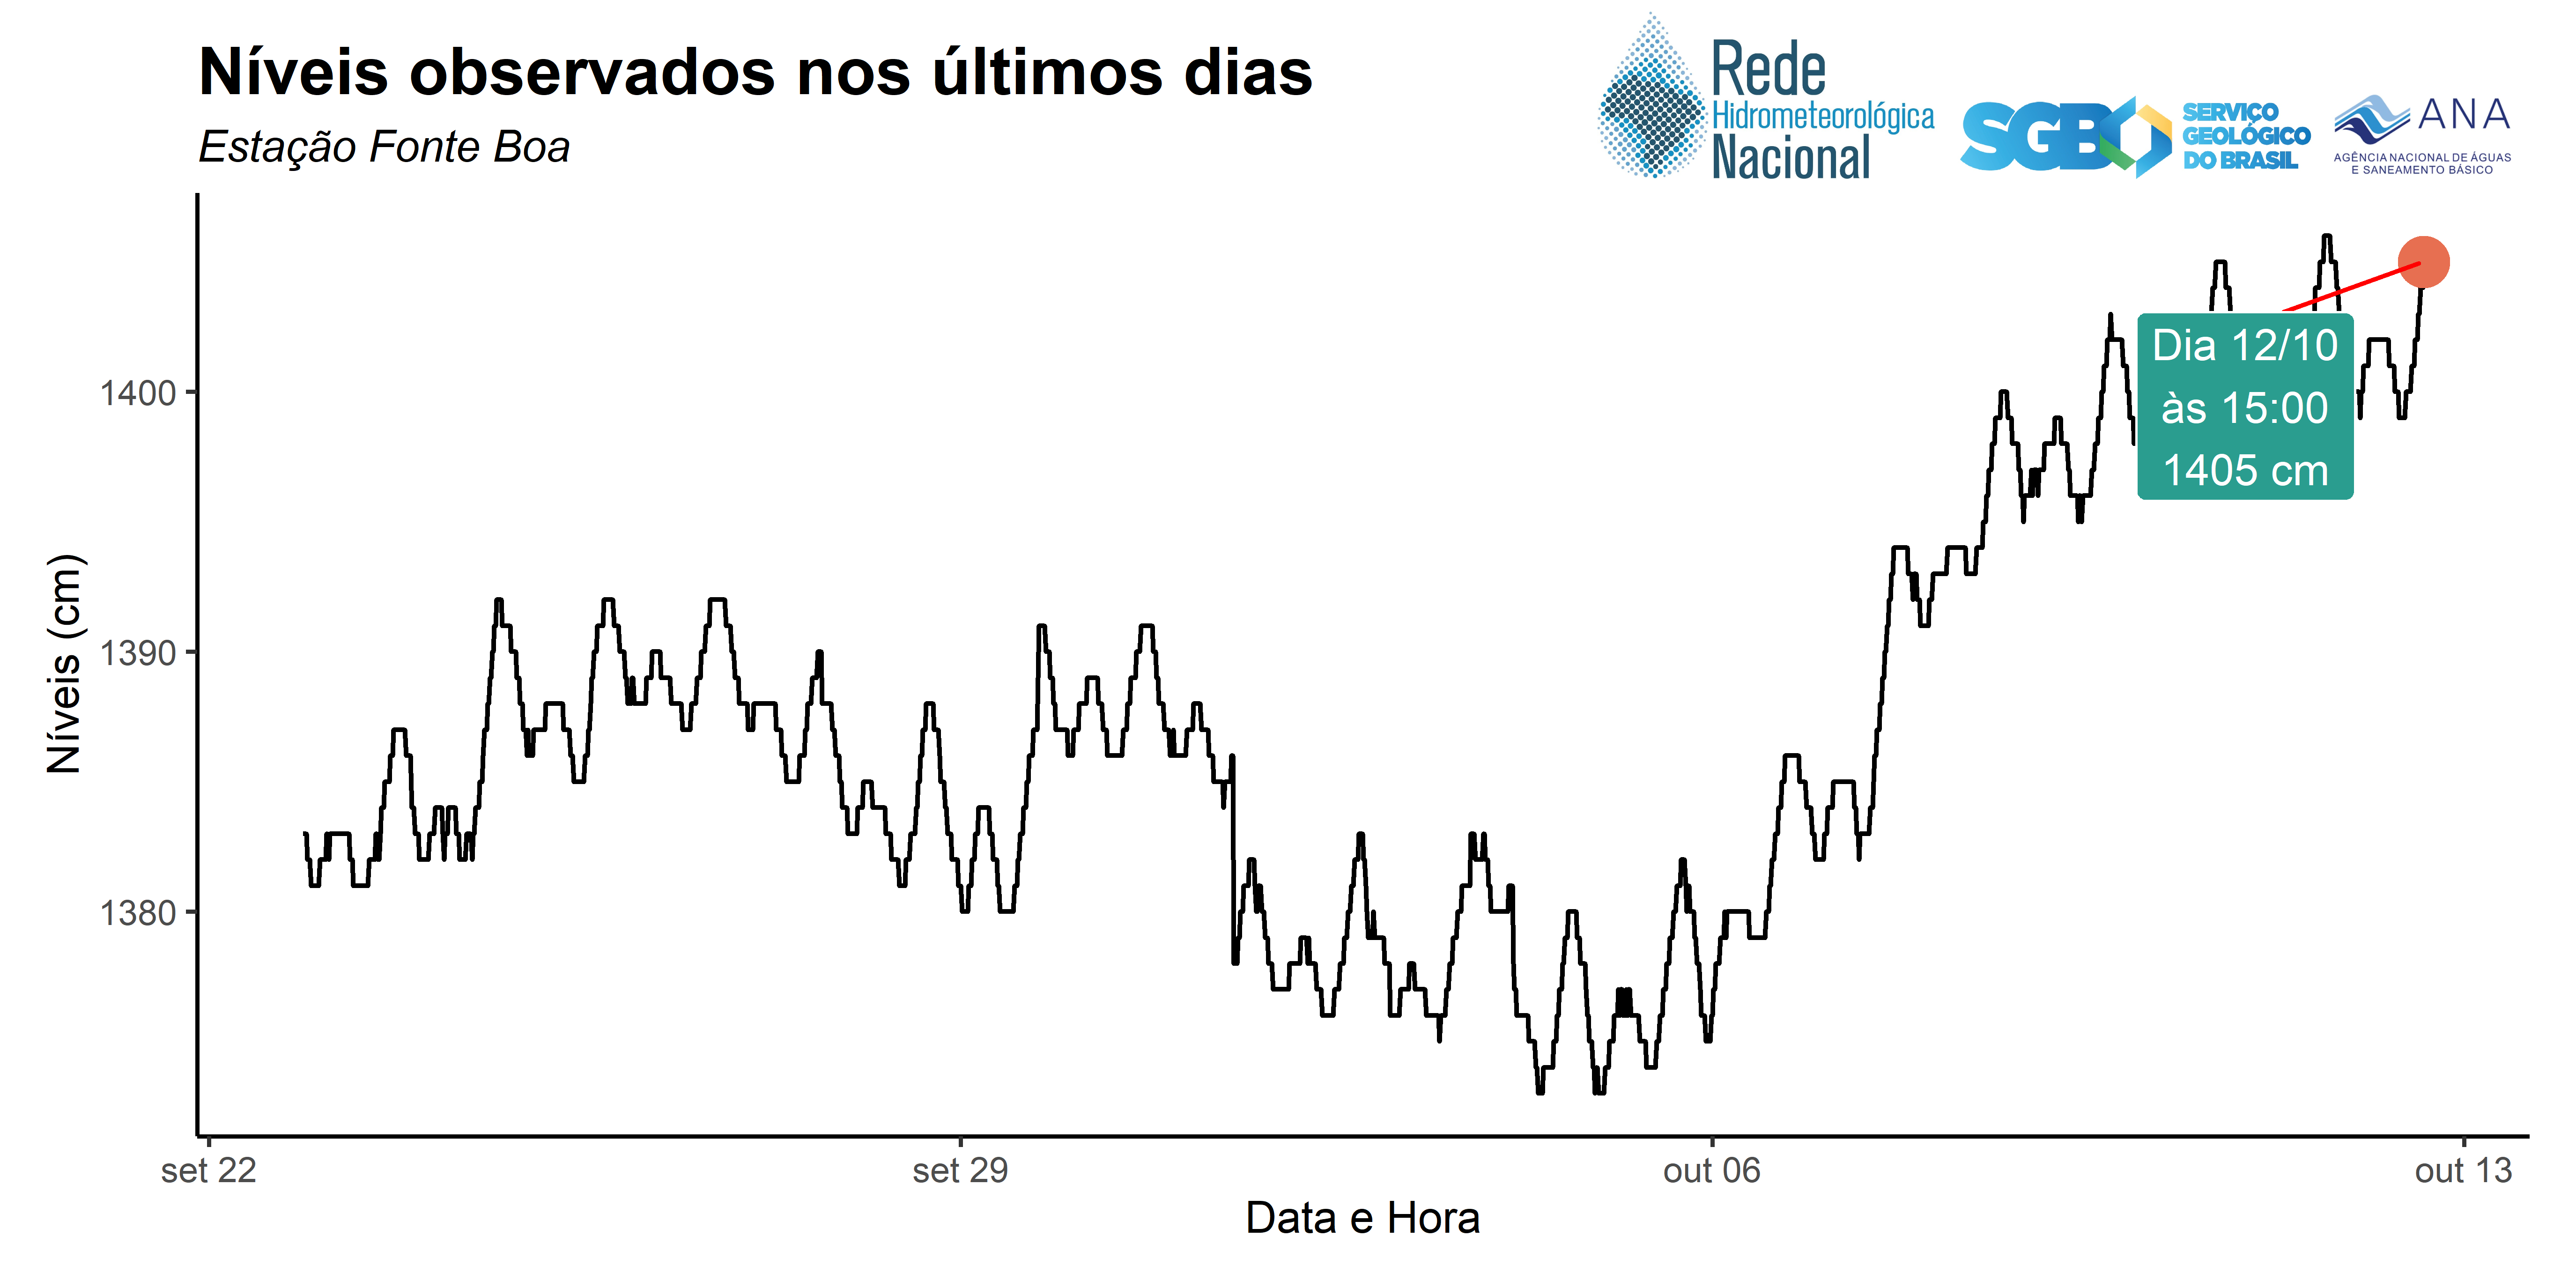 Níveis observados nos últimos dias
Estação Fonte Boa
Rede
Hidrometeorológica
Nacional
SGB
SERVIÇO
GEOLÓGICO
DO BRASIL
ANA
AGÊNCIA NACIONAL DE ÁGUAS
E SANEAMENTO BÁSICO
Níveis (cm)
1400
1390
1380
Dia 12/10
às 15:00
1405 cm
set 22
set 29
out 06
out 13
Data e Hora